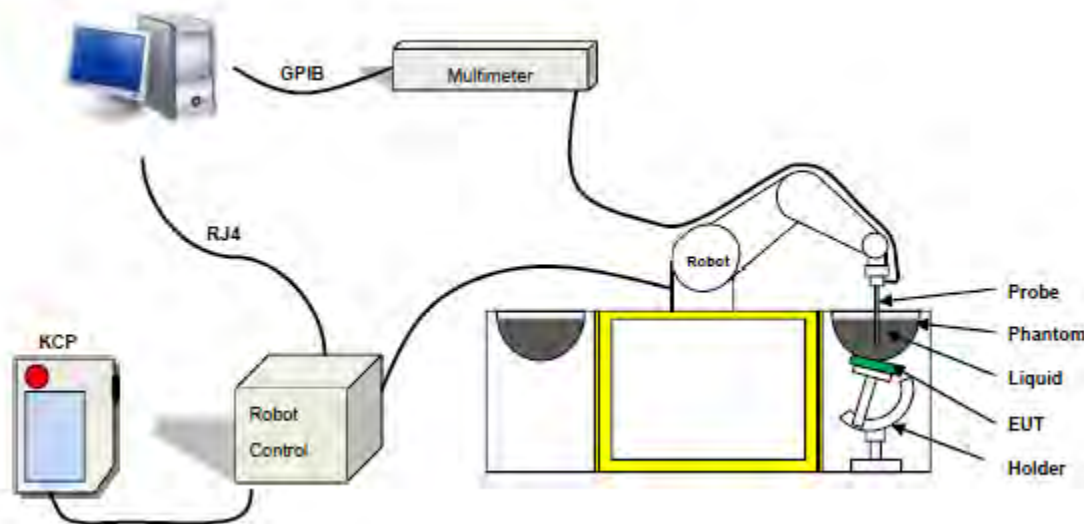 GPIB
Multimeter
RJ4
Robot
Probe
Phantom
KCP
Liquid
Robot
Control
EUT
Holder